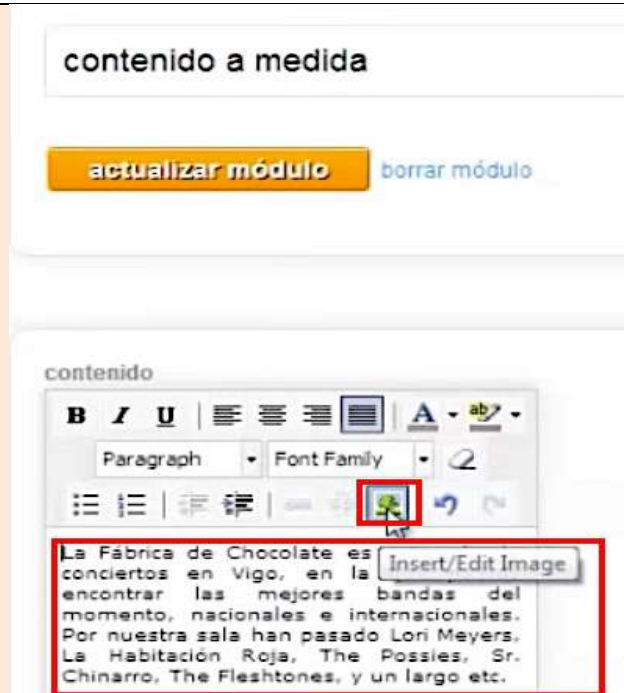 contenido a medida
actualizar módulo borrar módulo
contenido
B I U A ab
Paragraph Font Family
Insert/Edit Image
La Fábrica de Chocolate es
conciertos en Vigo, en la
encontrar las mejores bandas del
momento, nacionales e internacionales.
Por nuestra sala han pasado Lori Meyers,
La Habitación Roja, The Possies, Sr.
Chinarro, The Fleshtones, y un largo etc.